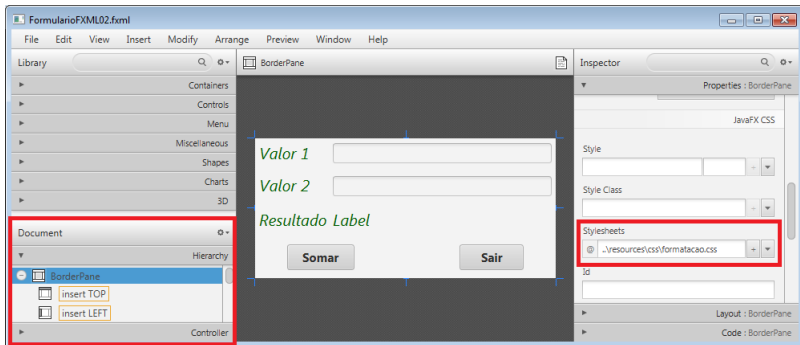 FormularioFXML02.fxml
File Edit View Insert Modify Arrange Preview Window Help
Library
Containers
Controls
Menu
Miscellaneous
Shapes
Charts
3D
Document
Hierarchy
BorderPane
insert TOP
insert LEFT
Controller
BorderPane
Valor 1
Valor 2
Resultado Label
Somar Sair
Inspector
Properties : BorderPane
JavaFX CSS
Style
Style Class
Stylesheets
@ ..\resources\css\formatacao.css
Id
Layout : BorderPane
Code : BorderPane